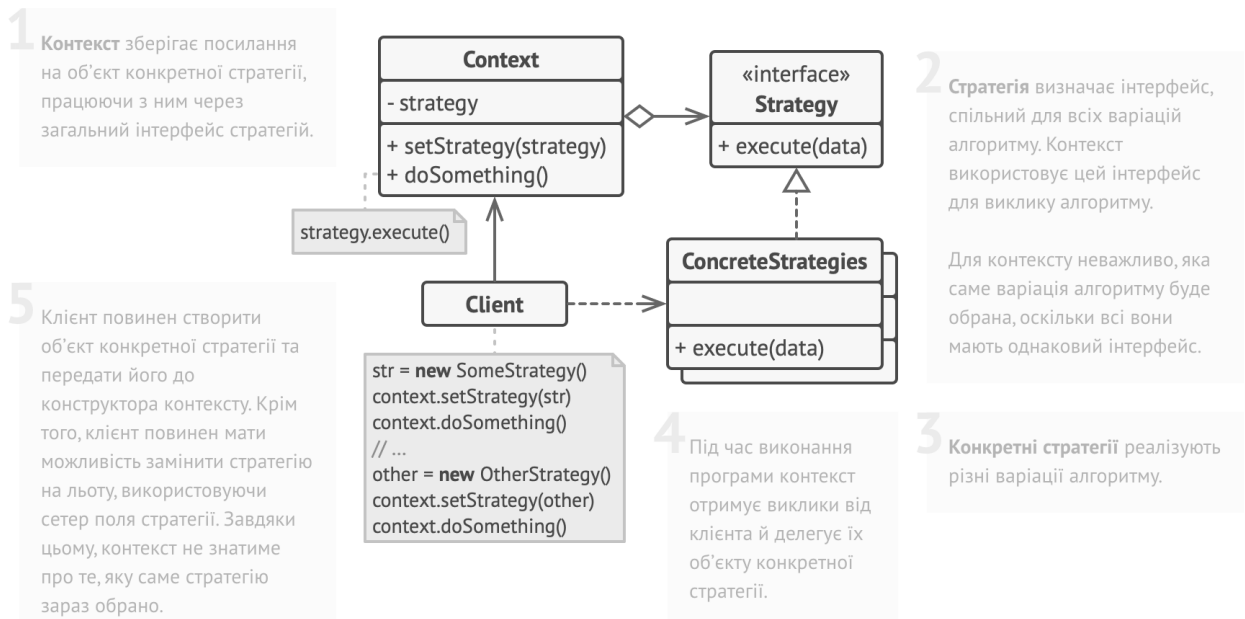 1
Контекст зберігає посилання
на об’єкт конкретної стратегії,
працюючи з ним через
загальний інтерфейс стратегій.
Context
- strategy
+ setStrategy(strategy)
+ doSomething()
strategy.execute()
«interface»
Strategy
+ execute(data)
2
Стратегія визначає інтерфейс,
спільний для всіх варіацій
алгоритму. Контекст
використовує цей інтерфейс
для виклику алгоритму.
Для контексту неважливо, яка
саме варіація алгоритму буде
обрана, оскільки всі вони
мають однаковий інтерфейс.
ConcreteStrategies
+ execute(data)
Client
str = new SomeStrategy()
context.setStrategy(str)
context.doSomething()
// ...
other = new OtherStrategy()
context.setStrategy(other)
context.doSomething()
5
Клієнт повинен створити
об’єкт конкретної стратегії та
передати його до
конструктора контексту. Крім
того, клієнт повинен мати
можливість замінити стратегію
на льоту, використовуючи
сетер поля стратегії. Завдяки
цьому, контекст не знатиме
про те, яку саме стратегію
зараз обрано.
4
Під час виконання
програми контекст
отримує виклики від
клієнта й делегує їх
об’єкту конкретної
стратегії.
3
Конкретні стратегії реалізують
різні варіації алгоритму.